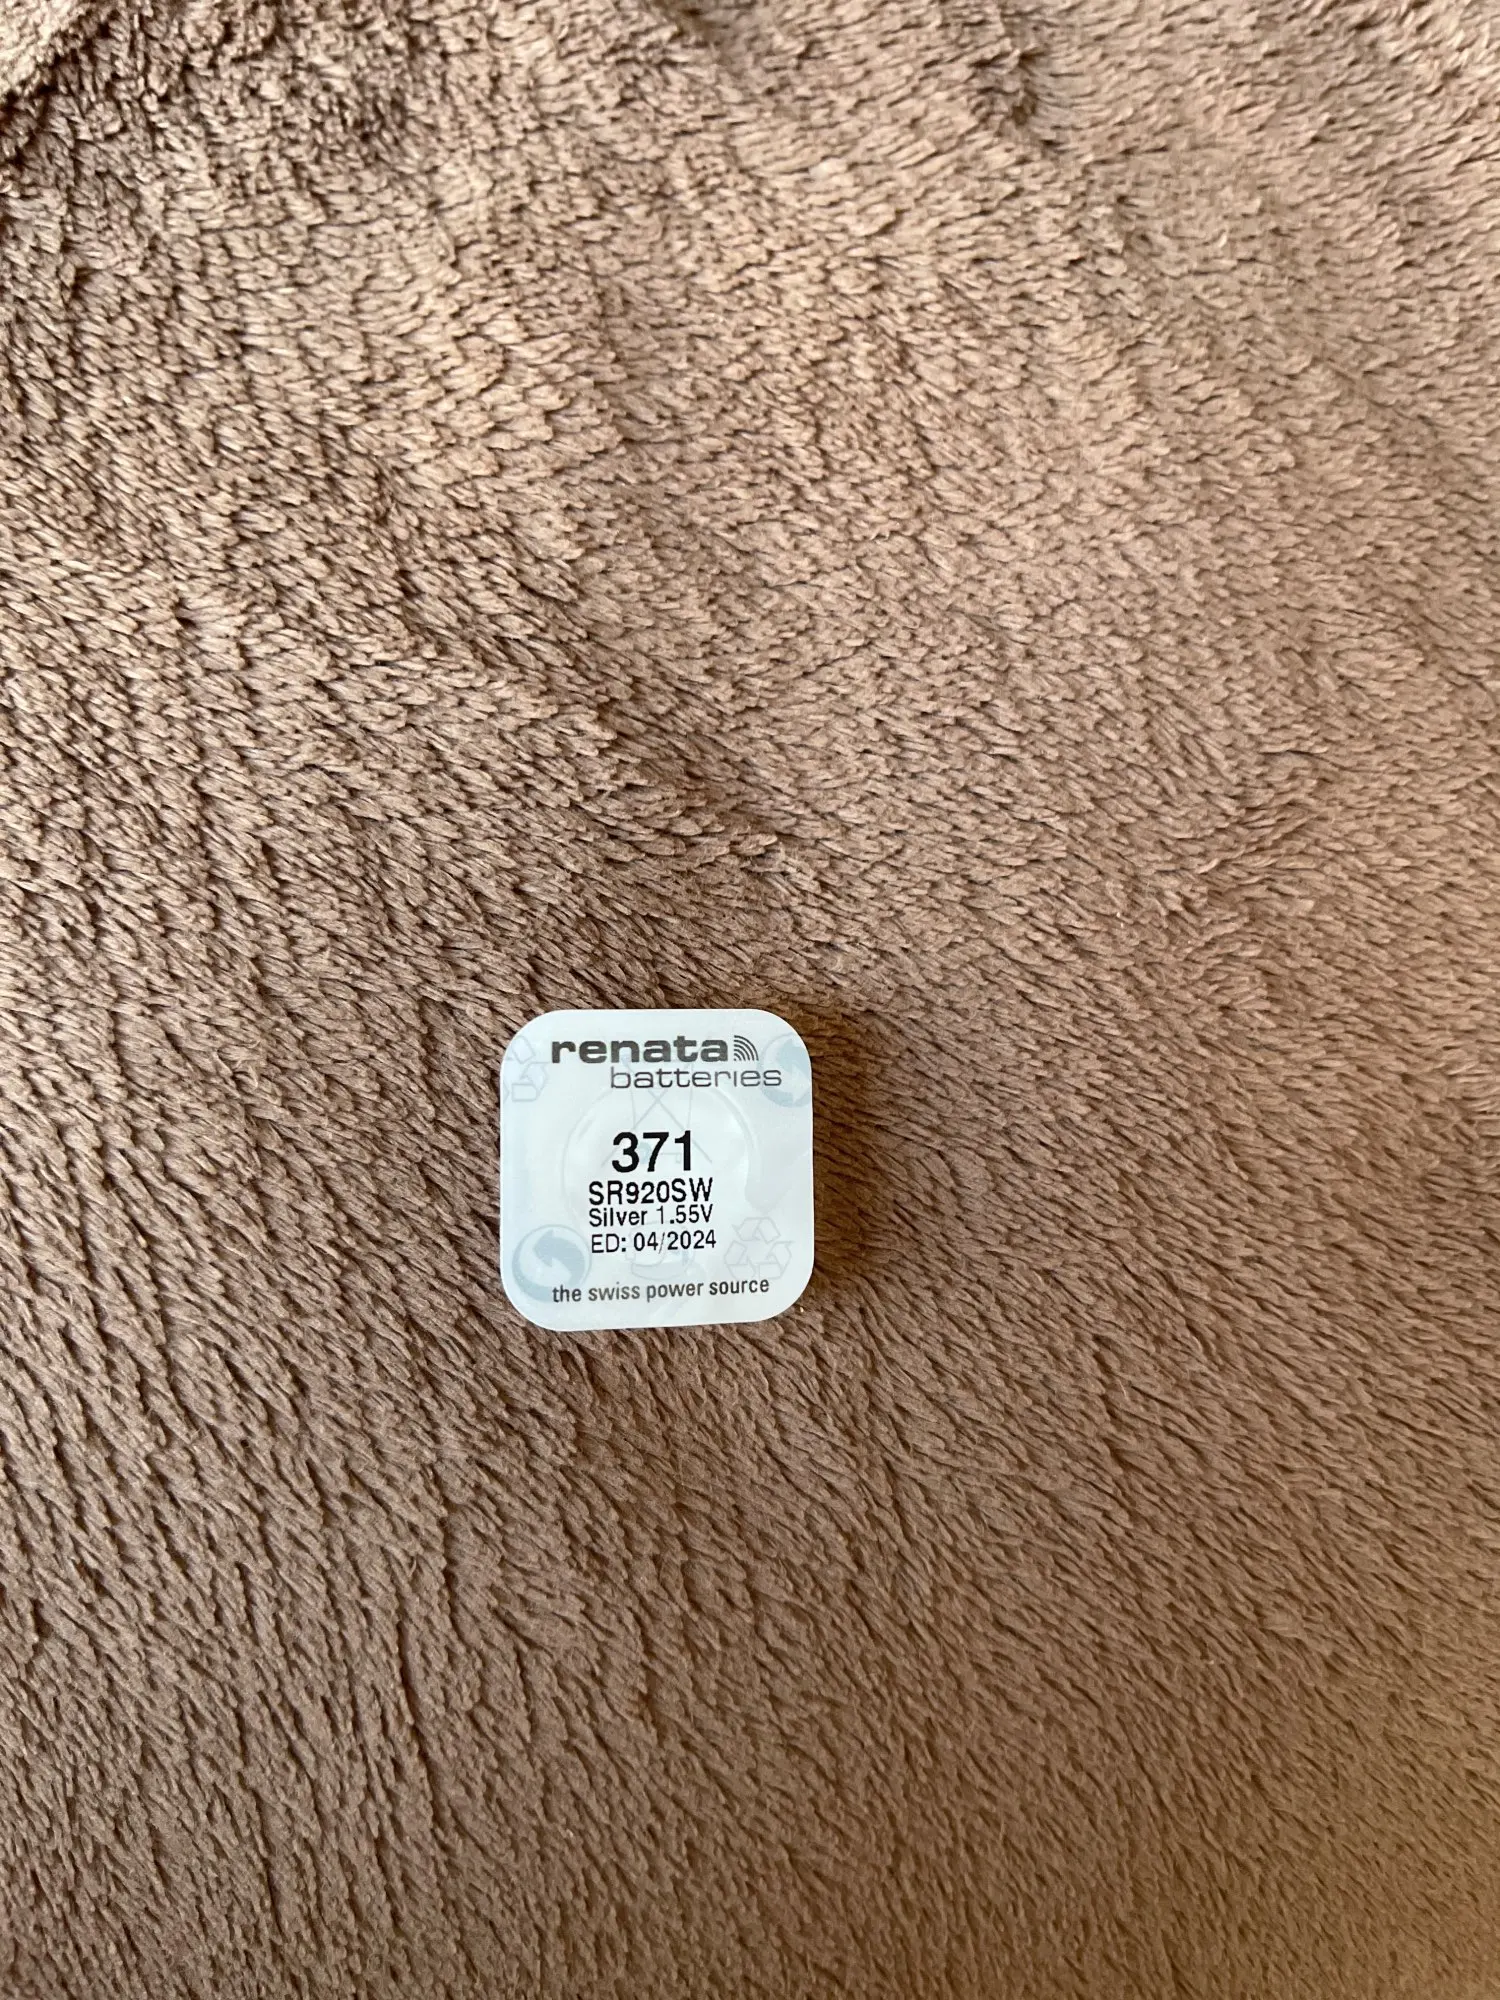 renata
batteries
371
SR920SW
Silver 1.55V
ED: 04/2024
the swiss power source